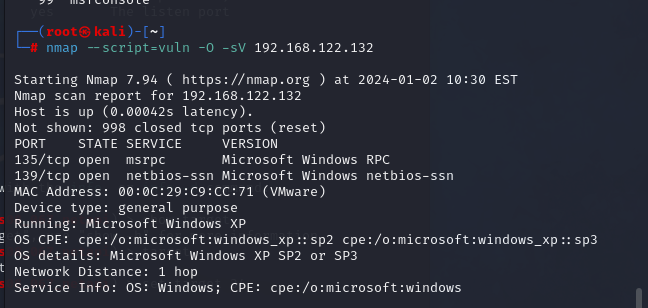 99 msfconsole
yes The listen port
┌──(root㉿kali)-[~]
└─# nmap --script=vuln -O -sV 192.168.122.132
Starting Nmap 7.94 ( https://nmap.org ) at 2024-01-02 10:30 EST
Nmap scan report for 192.168.122.132
Host is up (0.00042s latency).
Not shown: 998 closed tcp ports (reset)
PORT    STATE SERVICE     VERSION
135/tcp open  msrpc       Microsoft Windows RPC
139/tcp open  netbios-ssn Microsoft Windows netbios-ssn
MAC Address: 00:0C:29:C9:CC:71 (VMware)
Device type: general purpose
Running: Microsoft Windows XP
OS CPE: cpe:/o:microsoft:windows_xp::sp2 cpe:/o:microsoft:windows_xp::sp3
OS details: Microsoft Windows XP SP2 or SP3
Network Distance: 1 hop
Service Info: OS: Windows; CPE: cpe:/o:microsoft:windows